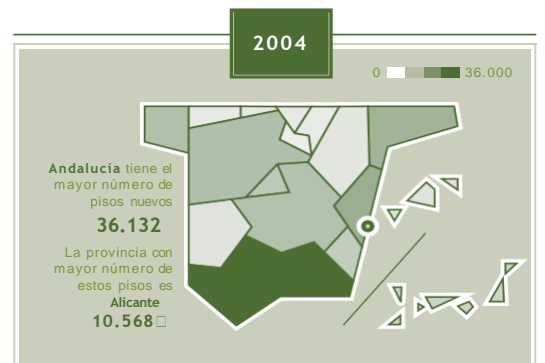 2004
0 36.000
Andalucía tiene el
mayor número de
pisos nuevos
36.132
La provincia con
mayor número de
estos pisos es
Alicante
10.568□